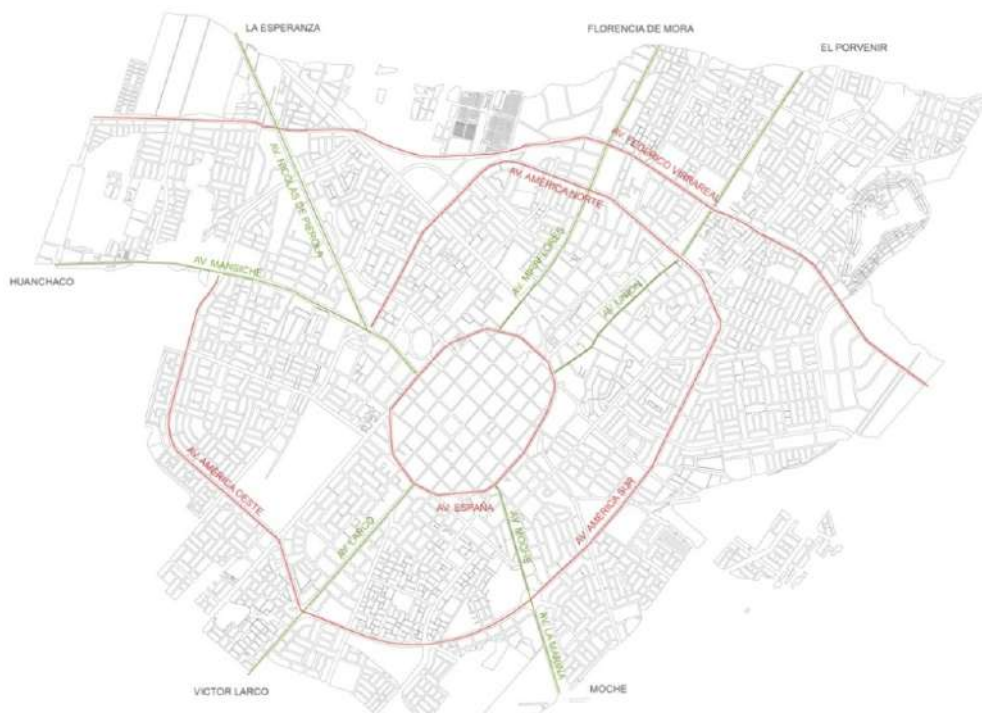 LA ESPERANZA
FLORENCIA DE MORA
EL PORVENIR
AV. FEDERICO VIRRAREAL
AV. NICOLAS DE PIEROLA
AV. AMERICA NORTE
AV. MANSICHE
HUANCHACO
AV. UNION
AV. AMERICA OESTE
AV. ESPAÑA
AV. LARCO
AV. MOCHE
AV. AMERICA SUR
AV. LA MARINA
VICTOR LARCO
MOCHE